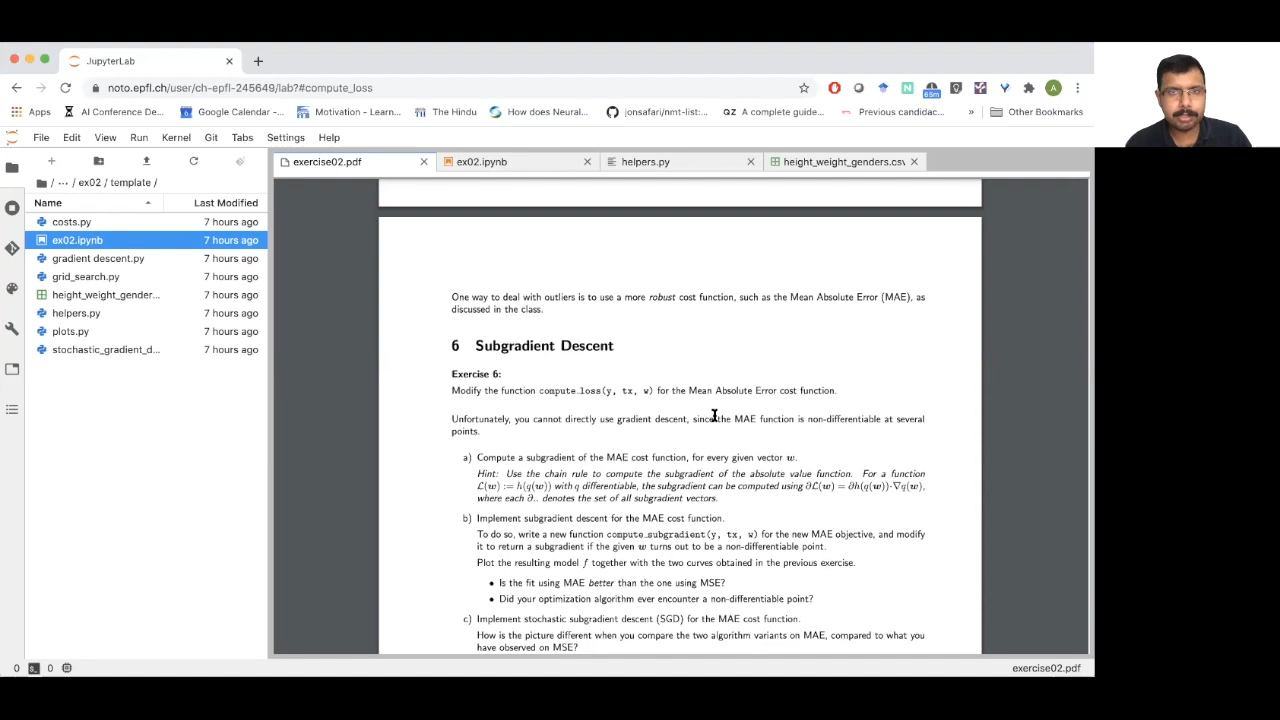 JupyterLab
noto.epfl.ch/user/ch-epfl-245649/lab?#compute_loss
65m
A
Apps
AI Conference De...
Google Calendar -...
Motivation - Learn...
The Hindu
How does Neural...
jonsafari/nmt-list:...
QZ A complete guide...
Previous candidac...
»
Other Bookmarks
File Edit View Run Kernel Git Tabs Settings Help
exercise02.pdf
ex02.ipynb
helpers.py
height_weight_genders.csv
/ ... / ex02 / template /
Name Last Modified
costs.py 7 hours ago
ex02.ipynb 7 hours ago
gradient descent.py 7 hours ago
grid_search.py 7 hours ago
height_weight_gender... 7 hours ago
helpers.py 7 hours ago
plots.py 7 hours ago
stochastic_gradient_d... 7 hours ago
One way to deal with outliers is to use a more robust cost function, such as the Mean Absolute Error (MAE), as
discussed in the class.
6 Subgradient Descent
Exercise 6:
Modify the function compute_loss(y, tx, w) for the Mean Absolute Error cost function.
Unfortunately, you cannot directly use gradient descent, since the MAE function is non-differentiable at several
points.
a) Compute a subgradient of the MAE cost function, for every given vector w.
Hint: Use the chain rule to compute the subgradient of the absolute value function. For a function
L(w) := h(q(w)) with q differentiable, the subgradient can be computed using ∂L(w) = ∂h(q(w))·∇q(w),
where each ∂.. denotes the set of all subgradient vectors.
b) Implement subgradient descent for the MAE cost function.
To do so, write a new function compute_subgradient(y, tx, w) for the new MAE objective, and modify
it to return a subgradient if the given w turns out to be a non-differentiable point.
Plot the resulting model f together with the two curves obtained in the previous exercise.
• Is the fit using MAE better than the one using MSE?
• Did your optimization algorithm ever encounter a non-differentiable point?
c) Implement stochastic subgradient descent (SGD) for the MAE cost function.
How is the picture different when you compare the two algorithm variants on MAE, compared to what you
have observed on MSE?
0 0 exercise02.pdf